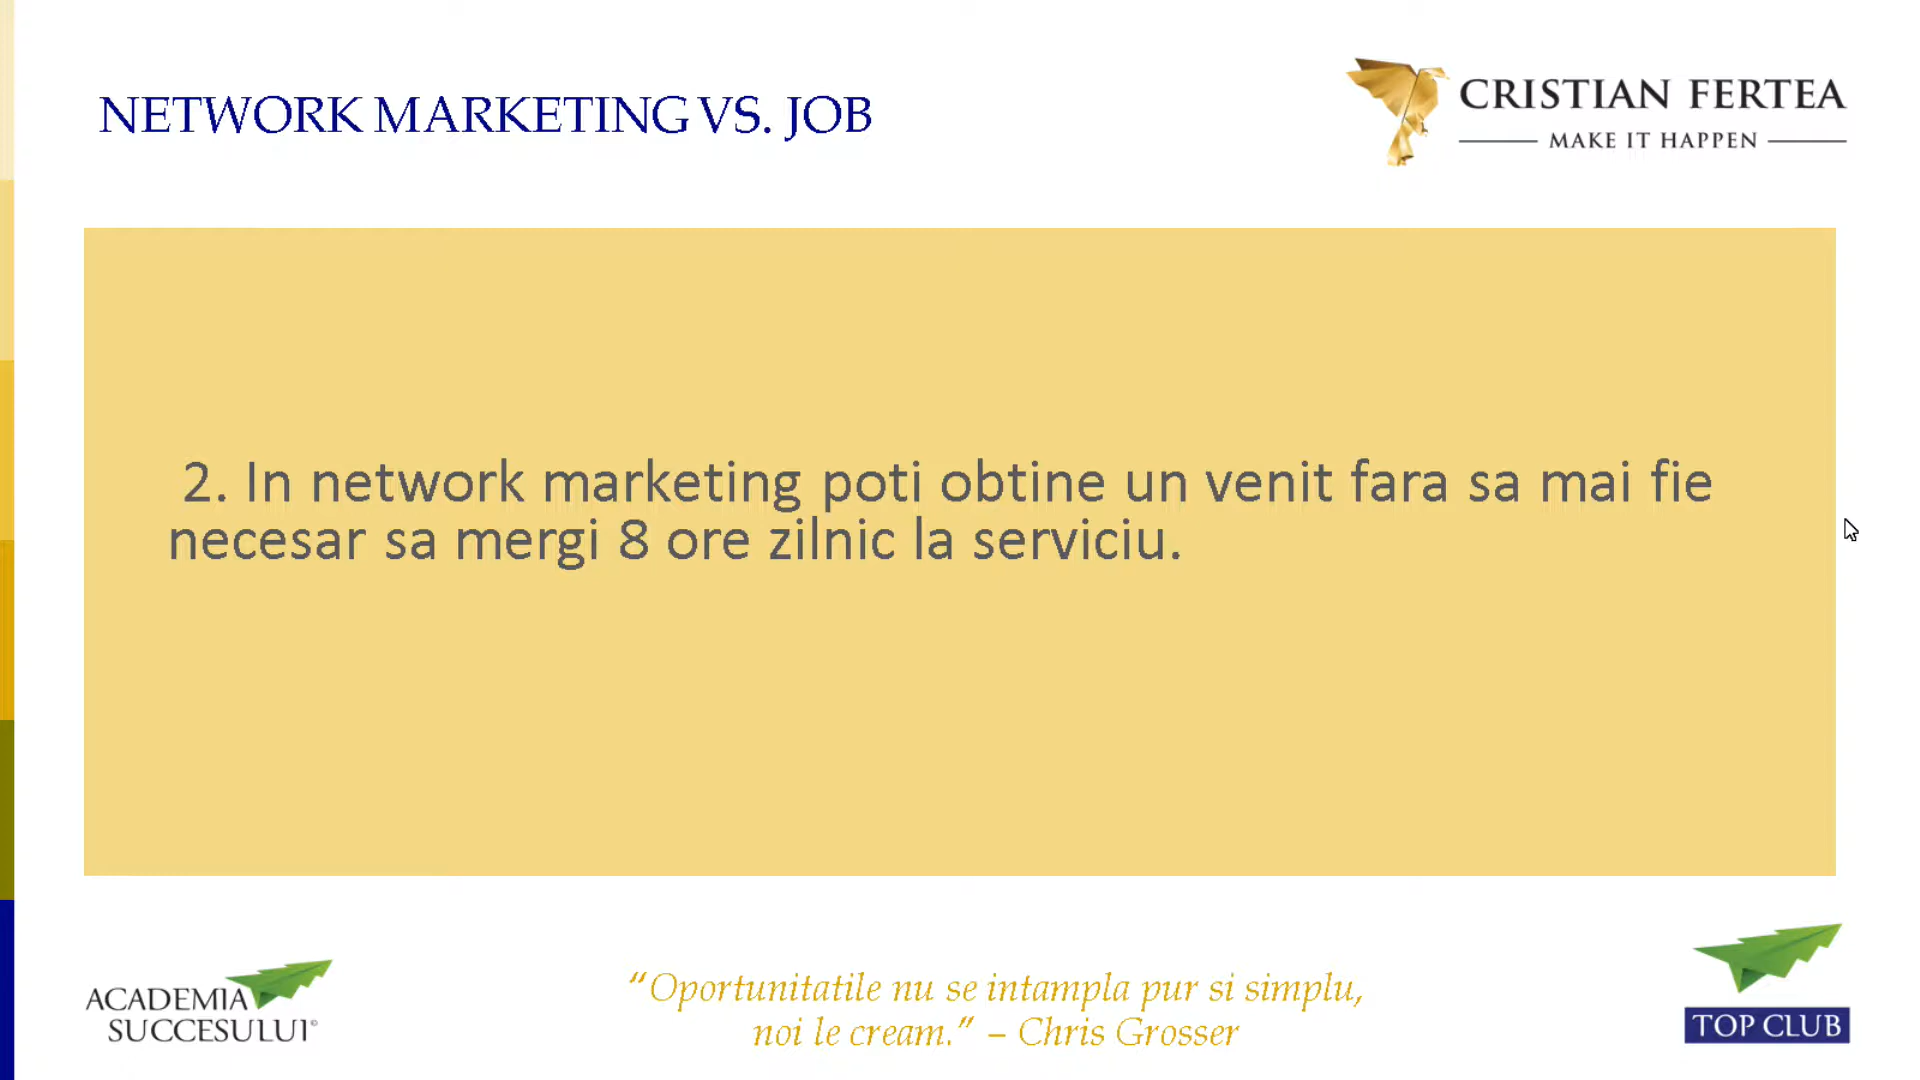 NETWORK MARKETING VS. JOB
CRISTIAN FERTEA
MAKE IT HAPPEN
2. In network marketing poti obtine un venit fara sa mai fie
necesar sa mergi 8 ore zilnic la serviciu.
ACADEMIA
SUCCESULUI©
“Oportunitatile nu se intampla pur si simplu,
noi le cream.” – Chris Grosser
TOP CLUB